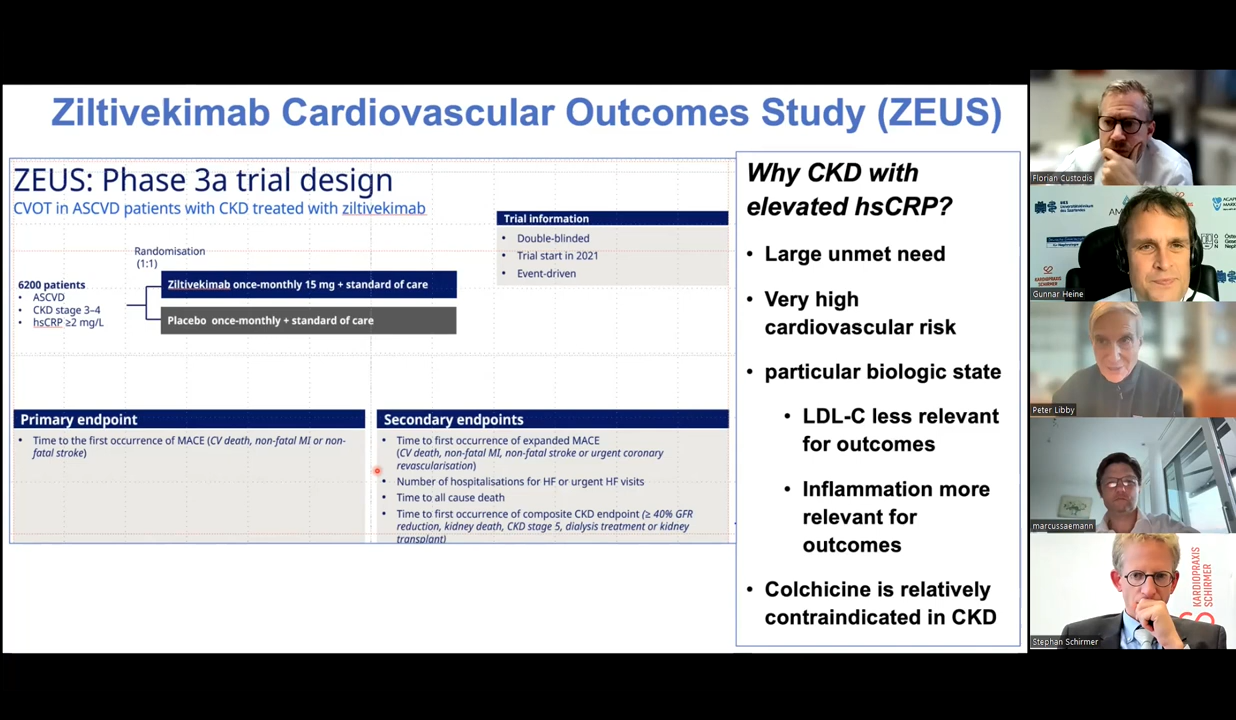 Ziltivekimab Cardiovascular Outcomes Study (ZEUS)
ZEUS: Phase 3a trial design
CVOT in ASCVD patients with CKD treated with ziltivekimab
Randomisation
(1:1)
6200 patients
• ASCVD
• CKD stage 3–4
• hsCRP ≥2 mg/L
Ziltivekimab once-monthly 15 mg + standard of care
Placebo once-monthly + standard of care
Trial information
• Double-blinded
• Trial start in 2021
• Event-driven
Primary endpoint
• Time to the first occurrence of MACE (CV death, non-fatal MI or non-
fatal stroke)
Secondary endpoints
• Time to first occurrence of expanded MACE
(CV death, non-fatal MI, non-fatal stroke or urgent coronary
revascularisation)
• Number of hospitalisations for HF or urgent HF visits
• Time to all cause death
• Time to first occurrence of composite CKD endpoint (≥ 40% GFR
reduction, kidney death, CKD stage 5, dialysis treatment or kidney
transplant)
Why CKD with
elevated hsCRP?
• Large unmet need
• Very high
cardiovascular risk
• particular biologic state
• LDL-C less relevant
for outcomes
• Inflammation more
relevant for
outcomes
• Colchicine is relatively
contraindicated in CKD
Florian Custodis
Gunnar Heine
Peter Libby
marcussaemann
KARDIOPRAXIS
SCHIRMER
Stephan Schirmer